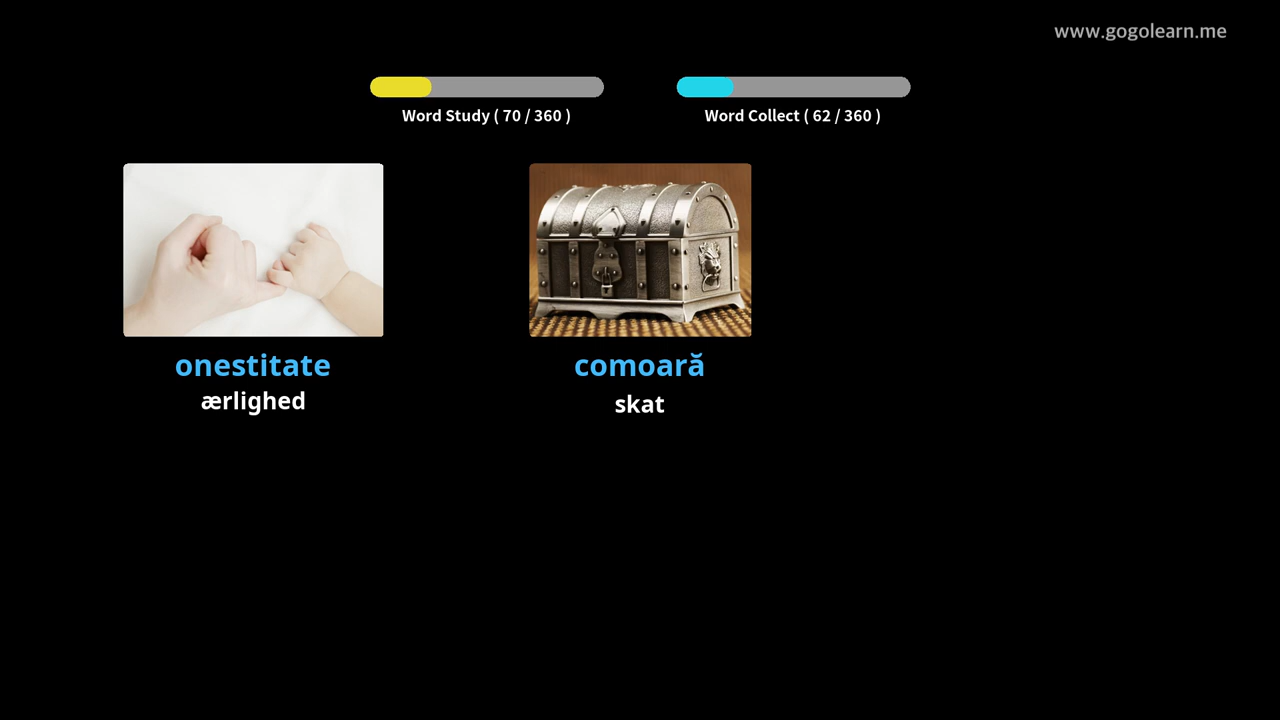 www.gogolearn.me
Word Study ( 70 / 360 )
Word Collect ( 62 / 360 )
onestitate
ærlighed
comoară
skat